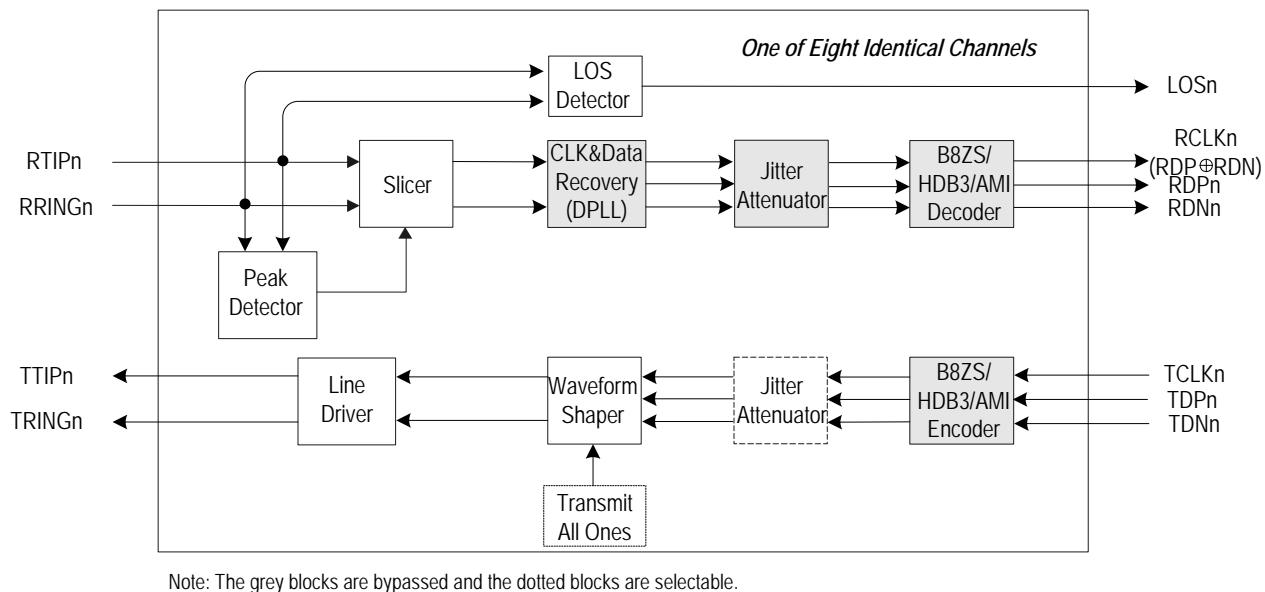 One of Eight Identical Channels
LOS
Detector
LOSn
RTIPn
RRINGn
Slicer
CLK&Data
Recovery
(DPLL)
Jitter
Attenuator
B8ZS/
HDB3/AMI
Decoder
RCLKn
(RDP⊕RDN)
RDPn
RDNn
Peak
Detector
TTIPn
TRINGn
Line
Driver
Waveform
Shaper
Jitter
Attenuator
B8ZS/
HDB3/AMI
Encoder
TCLKn
TDPn
TDNn
Transmit
All Ones
Note: The grey blocks are bypassed and the dotted blocks are selectable.